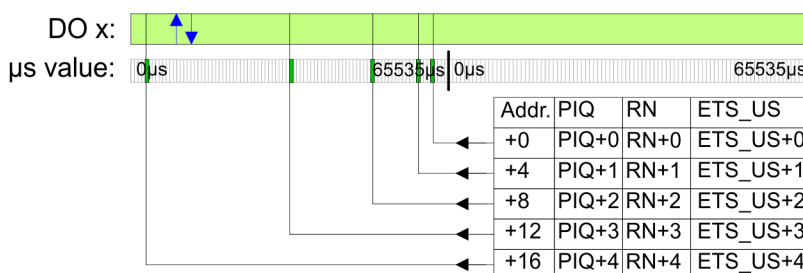 DO x:
µs value: 0µs 65535µs 0µs 65535µs
Addr. PIQ RN ETS_US
+0 PIQ+0 RN+0 ETS_US+0
+4 PIQ+1 RN+1 ETS_US+1
+8 PIQ+2 RN+2 ETS_US+2
+12 PIQ+3 RN+3 ETS_US+3
+16 PIQ+4 RN+4 ETS_US+4